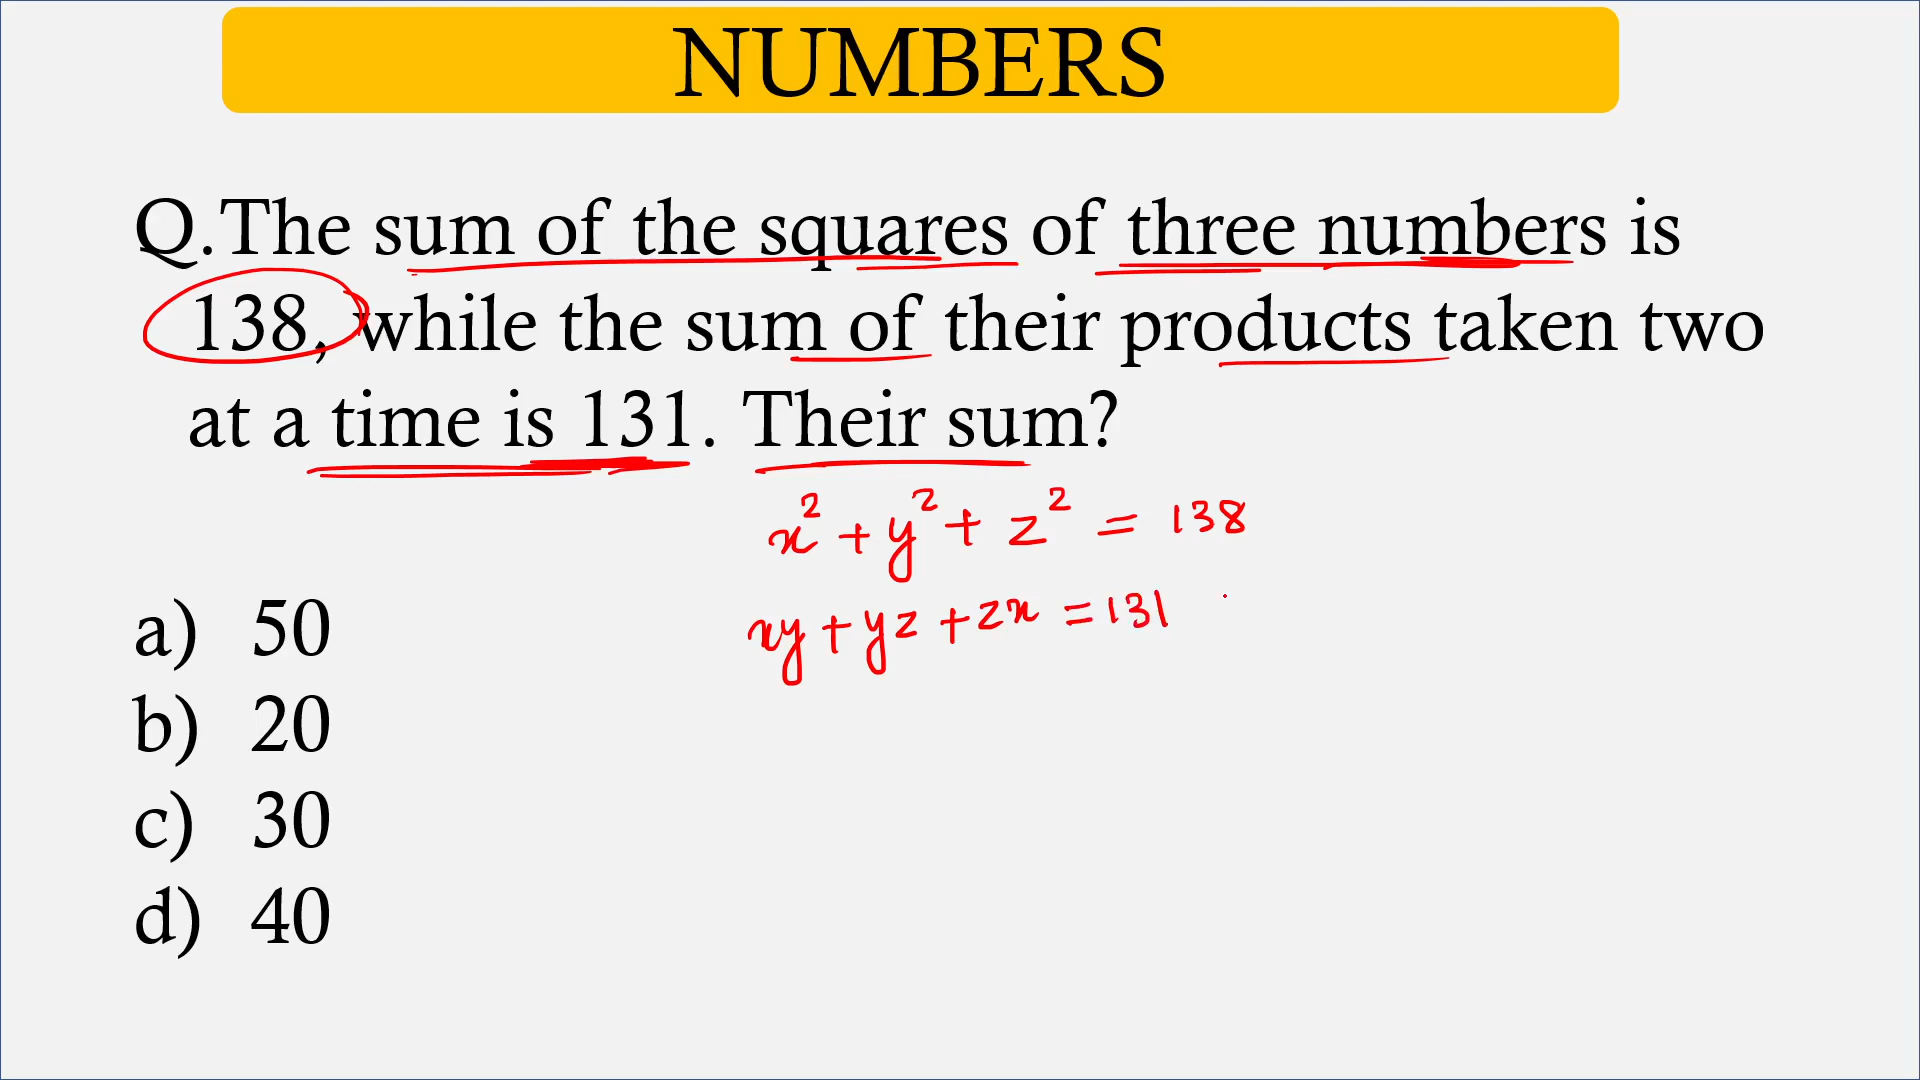 NUMBERS
Q.The sum of the squares of three numbers is
138, while the sum of their products taken two
at a time is 131. Their sum?
x² + y² + z² = 138
xy + yz + zx = 131
a) 50
b) 20
c) 30
d) 40